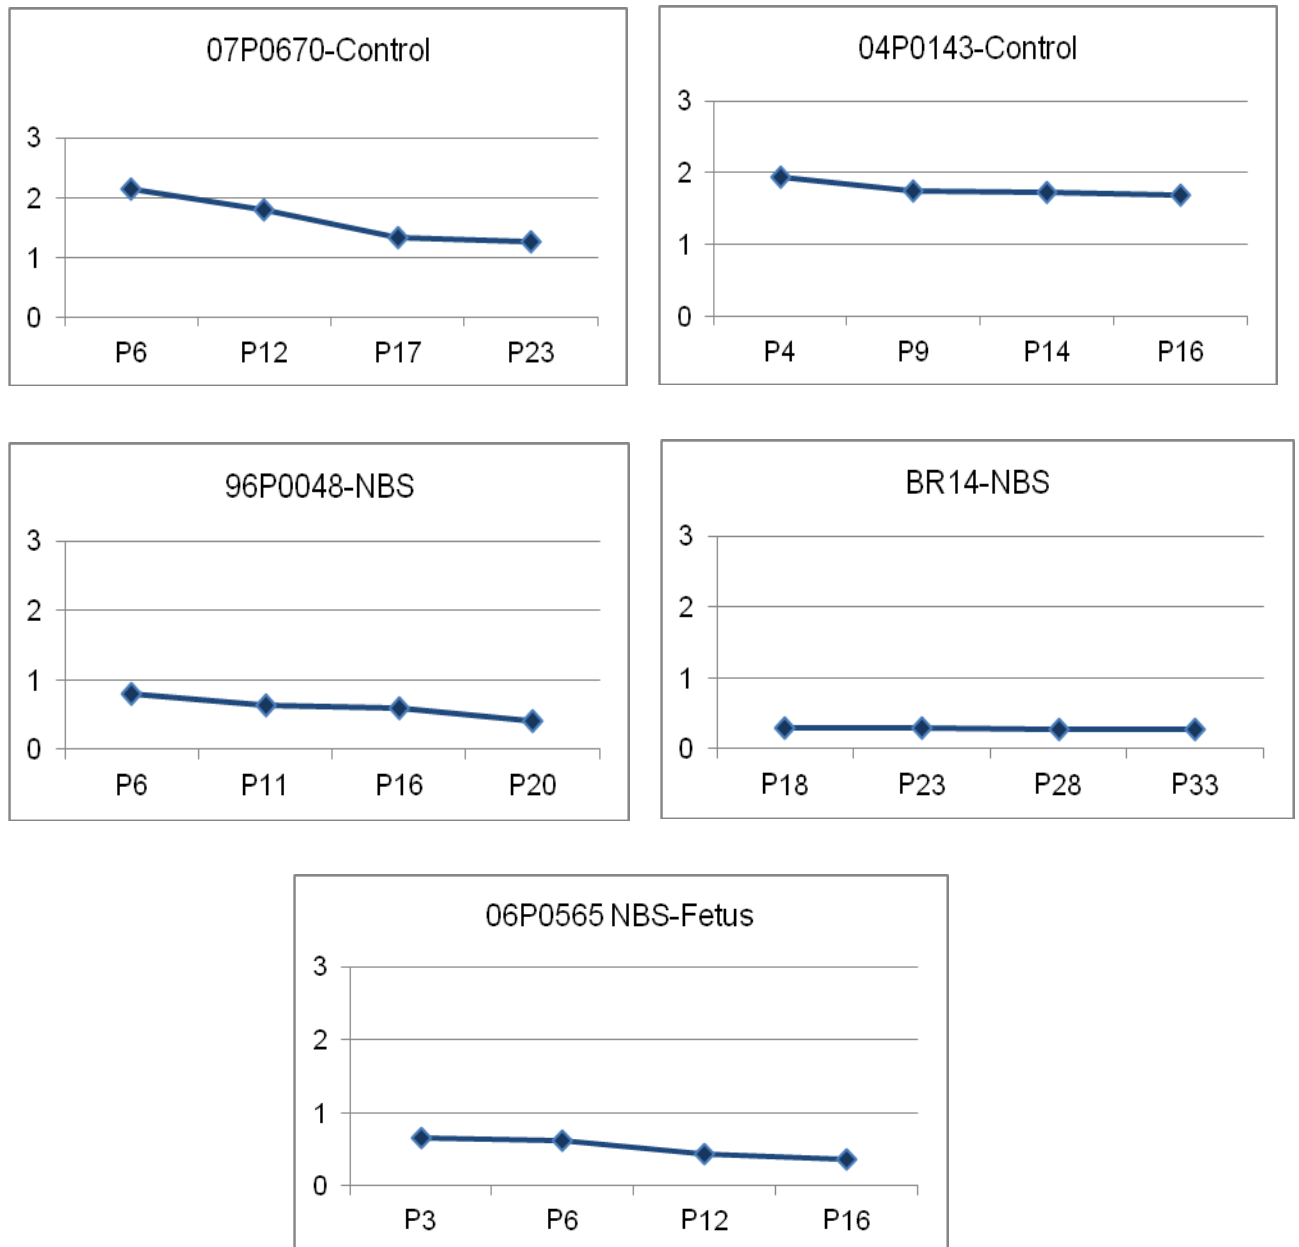 07P0670-Control
3
2
1
0
P6 P12 P17 P23
04P0143-Control
3
2
1
0
P4 P9 P14 P16
96P0048-NBS
3
2
1
0
P6 P11 P16 P20
BR14-NBS
3
2
1
0
P18 P23 P28 P33
06P0565 NBS-Fetus
3
2
1
0
P3 P6 P12 P16